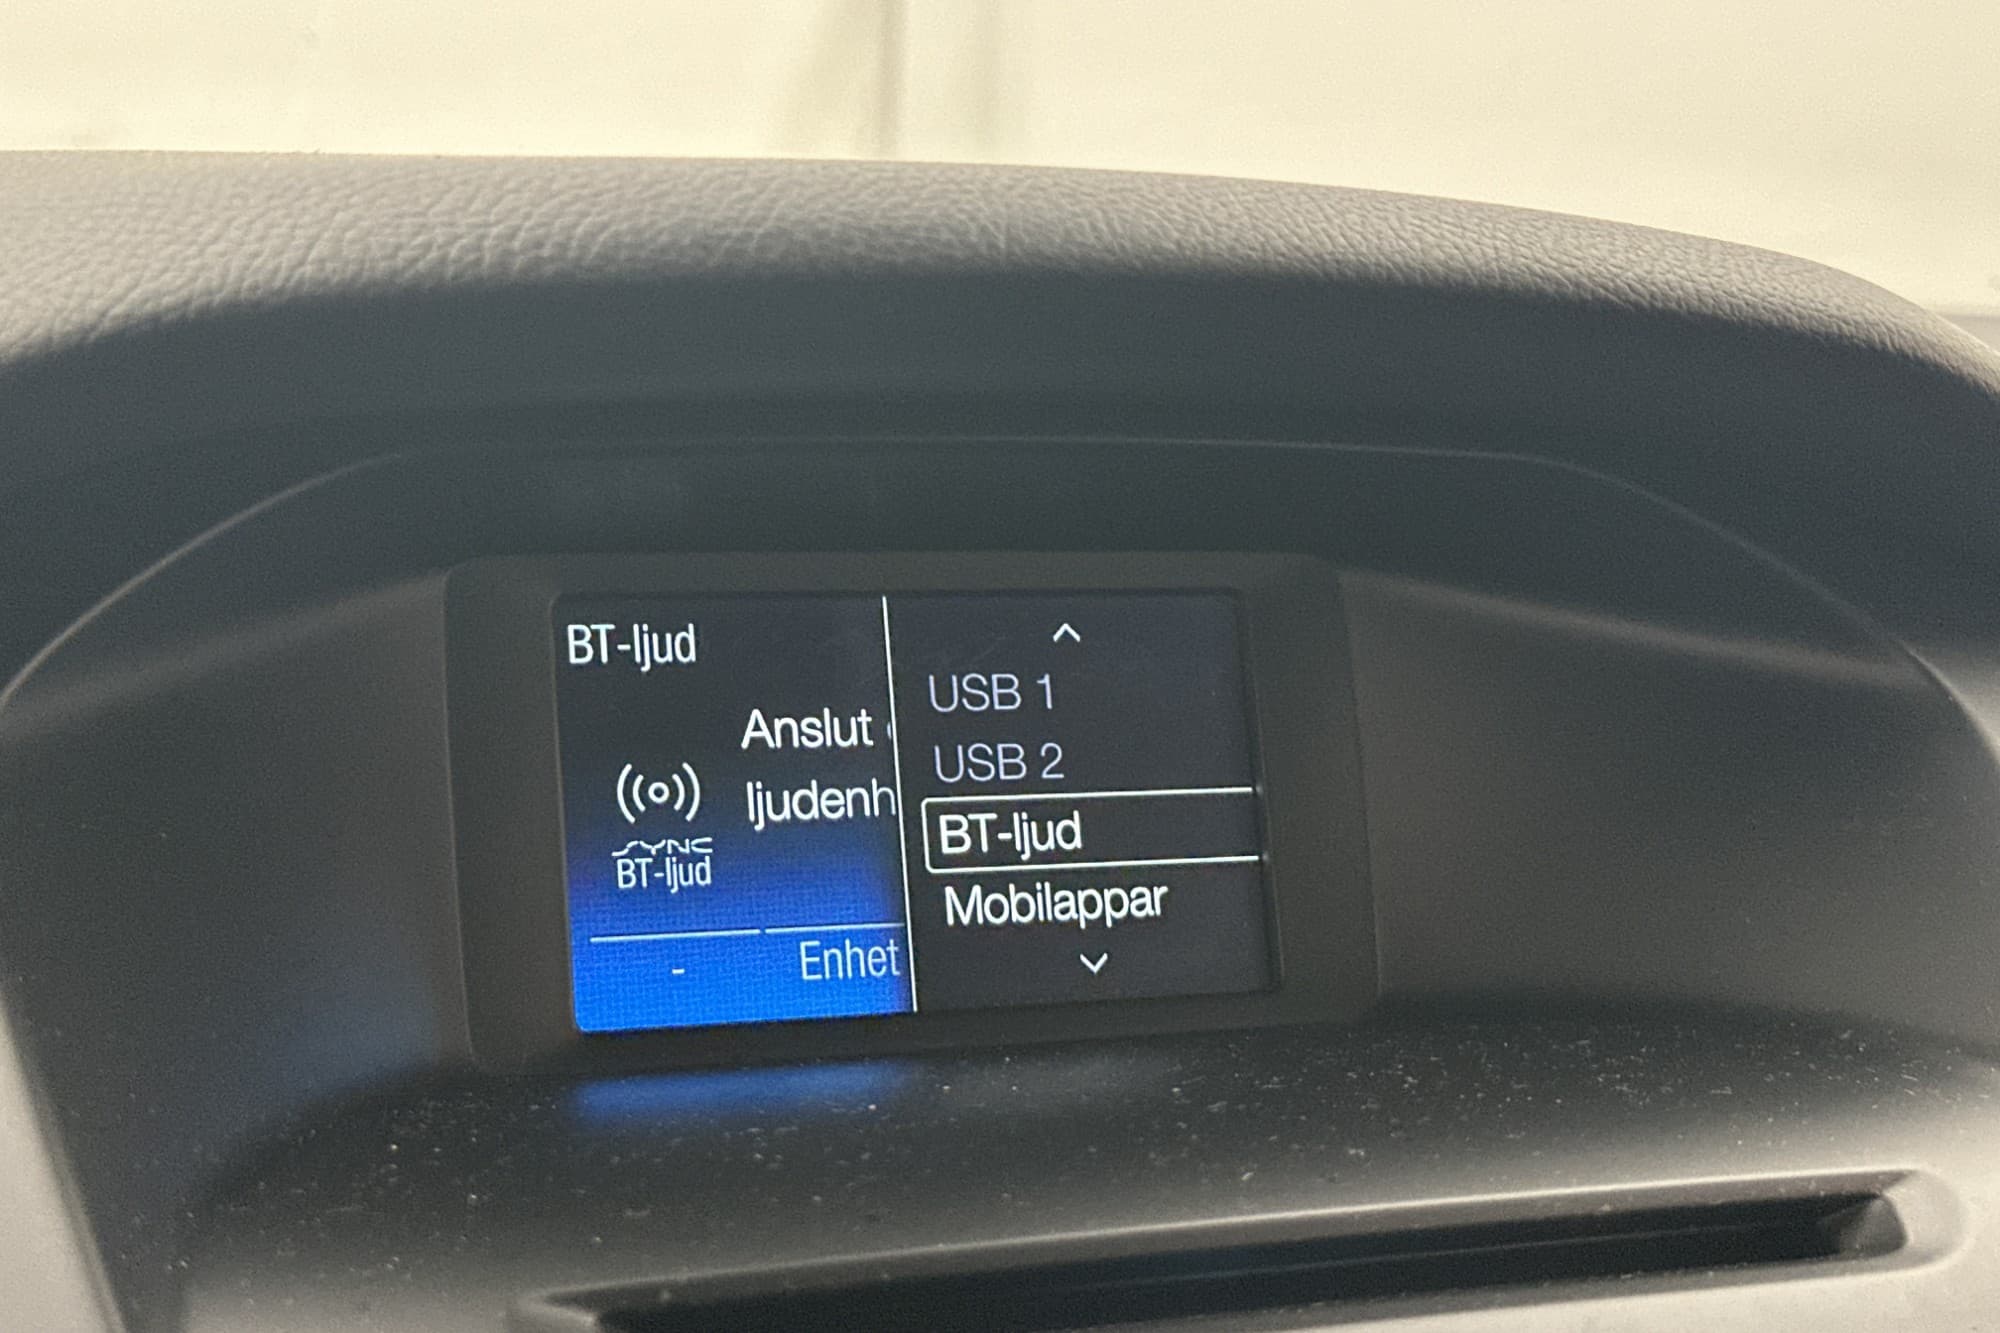 BT-ljud
Anslut
ljudenh
SYNC
BT-ljud
-
Enhet
USB 1
USB 2
BT-ljud
Mobilappar